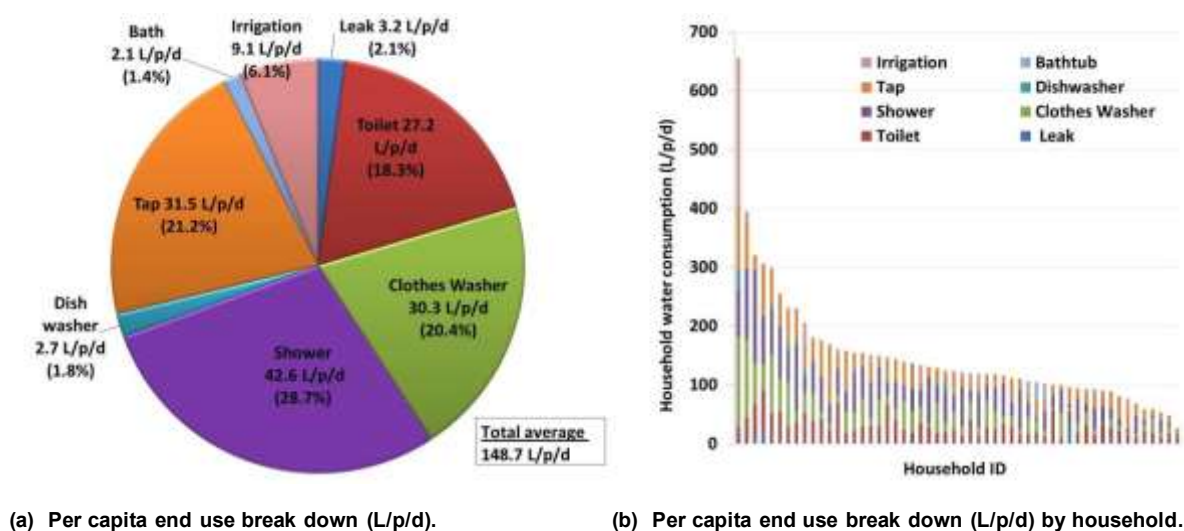 Bath
2.1 L/p/d
(1.4%)
Irrigation
9.1 L/p/d
(6.1%)
Leak 3.2 L/p/d
(2.1%)
Toilet 27.2
L/p/d
(18.3%)
Tap 31.5 L/p/d
(21.2%)
Clothes Washer
30.3 L/p/d
(20.4%)
Dish
washer
2.7 L/p/d
(1.8%)
Shower
42.6 L/p/d
(28.7%)
Total average
148.7 L/p/d
(a) Per capita end use break down (L/p/d).
700
600
500
400
300
200
100
0
Household water consumption (L/p/d)
Irrigation
Bathtub
Tap
Dishwasher
Shower
Clothes Washer
Toilet
Leak
Household ID
(b) Per capita end use break down (L/p/d) by household.